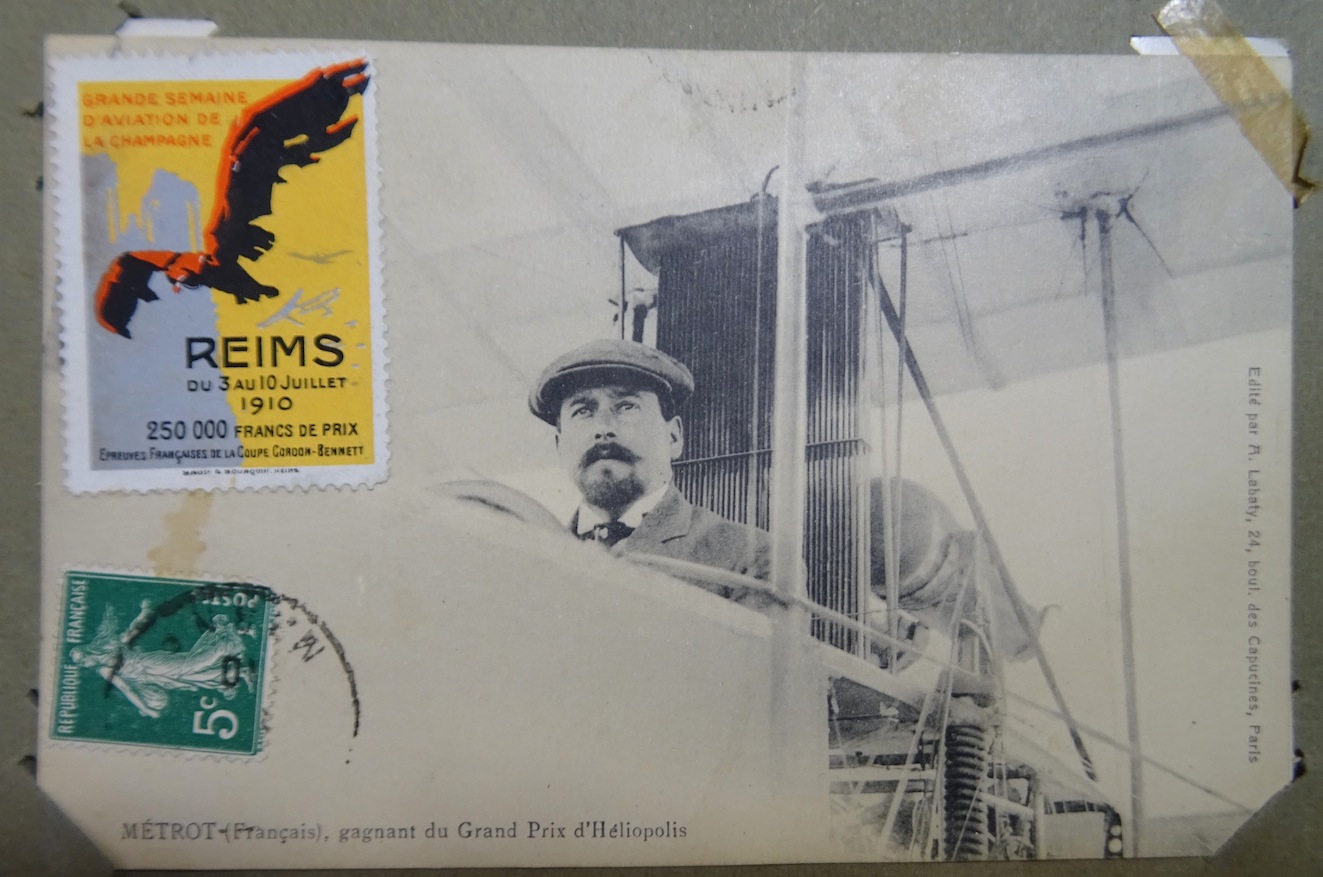 GRANDE SEMAINE
D'AVIATION DE
LA CHAMPAGNE
REIMS
DU 3 AU 10 JUILLET
1910
250 000 FRANCS DE PRIX
EPREUVES FRANÇAISES DE LA COUPE GORDON-BENNETT
REPUBLIQUE FRANÇAISE
POSTES
5c
MÉTROT (Français), gagnant du Grand Prix d'Héliopolis
Edité par A. Labaty, 24, boul. des Capucines, Paris